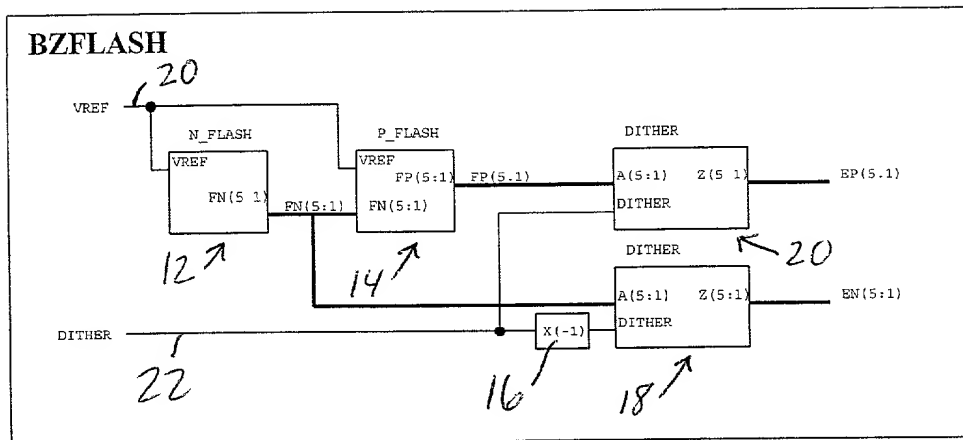 BZFLASH
20
VREF
N_FLASH
P_FLASH
DITHER
VREF
VREF
FP(5:1)
FP(5.1)
A(5:1)
Z(5 1)
EP(5.1)
FN(5 1)
FN(5:1)
FN(5:1)
DITHER
12
14
DITHER
20
A(5:1)
Z(5:1)
EN(5:1)
DITHER
X(-1)
DITHER
22
16
18